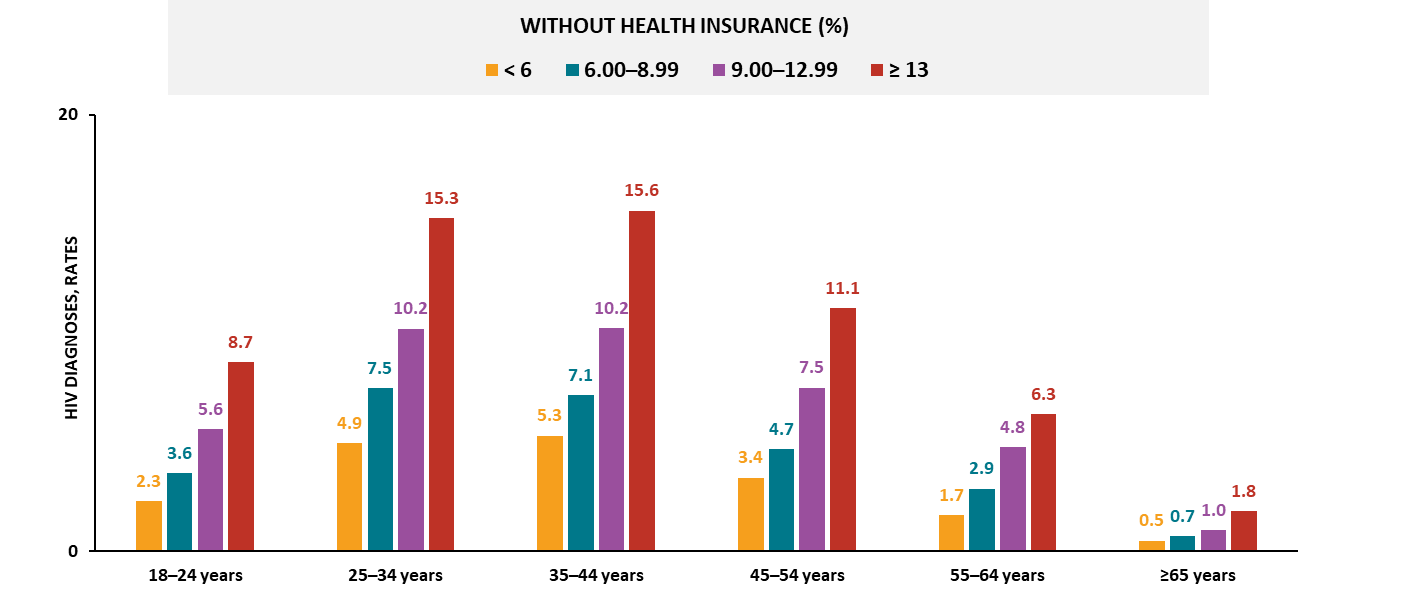 WITHOUT HEALTH INSURANCE (%)
< 6 6.00–8.99 9.00–12.99 ≥ 13
20
HIV DIAGNOSES, RATES
0
2.3 3.6 5.6 8.7
4.9 7.5 10.2 15.3
5.3 7.1 10.2 15.6
3.4 4.7 7.5 11.1
1.7 2.9 4.8 6.3
0.5 0.7 1.0 1.8
18–24 years 25–34 years 35–44 years 45–54 years 55–64 years ≥65 years